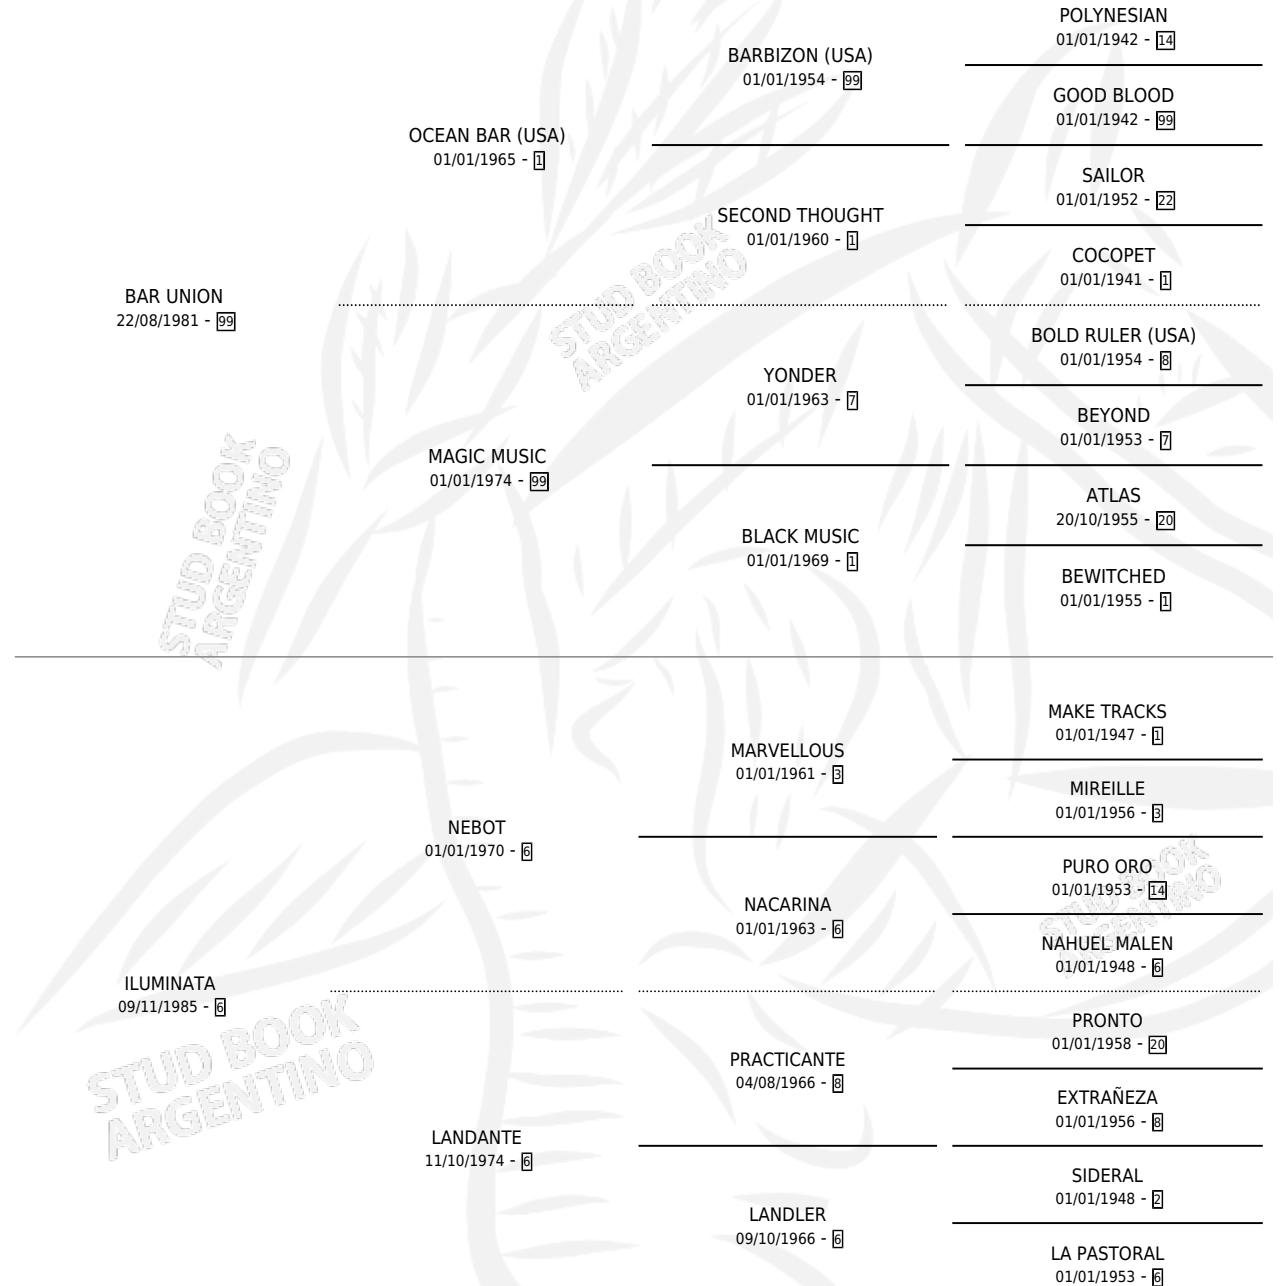 POLYNESIAN
01/01/1942 - 14
BARBIZON (USA)
01/01/1954 - 99
GOOD BLOOD
01/01/1942 - 99
OCEAN BAR (USA)
01/01/1965 - 1
SAILOR
01/01/1952 - 22
SECOND THOUGHT
01/01/1960 - 1
COCOPET
01/01/1941 - 1
BAR UNION
22/08/1981 - 99
BOLD RULER (USA)
01/01/1954 - 8
YONDER
01/01/1963 - 7
BEYOND
01/01/1953 - 7
MAGIC MUSIC
01/01/1974 - 99
ATLAS
20/10/1955 - 20
BLACK MUSIC
01/01/1969 - 1
BEWITCHED
01/01/1955 - 1
MAKE TRACKS
01/01/1947 - 1
MARVELLOUS
01/01/1961 - 3
MIREILLE
01/01/1956 - 3
NEBOT
01/01/1970 - 6
PURO ORO
01/01/1953 - 14
NACARINA
01/01/1963 - 6
NAHUEL MALEN
01/01/1948 - 6
ILUMINATA
09/11/1985 - 6
PRONTO
01/01/1958 - 20
PRACTICANTE
04/08/1966 - 8
EXTRAÑEZA
01/01/1956 - 8
LANDANTE
11/10/1974 - 6
SIDERAL
01/01/1948 - 2
LANDLER
09/10/1966 - 6
LA PASTORAL
01/01/1953 - 6
STUD BOOK
ARGENTINO
STUD BOOK
ARGENTINO
STUD BOOK
ARGENTINO
STUD BOOK
ARGENTINO